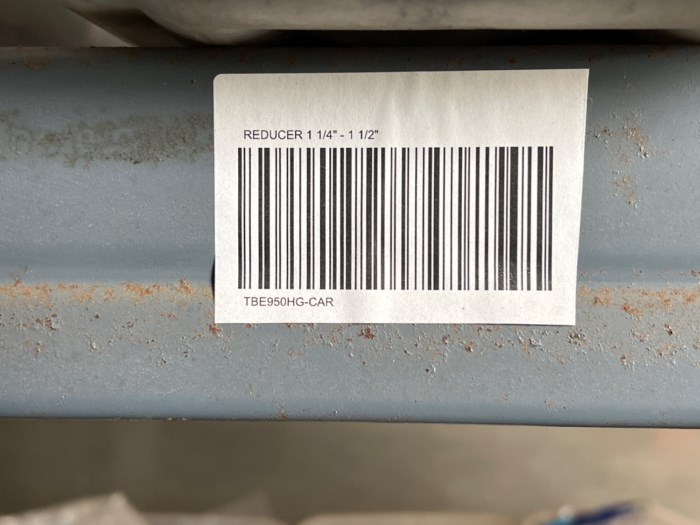 REDUCER 1 1/4" - 1 1/2"
TBE950HG-CAR